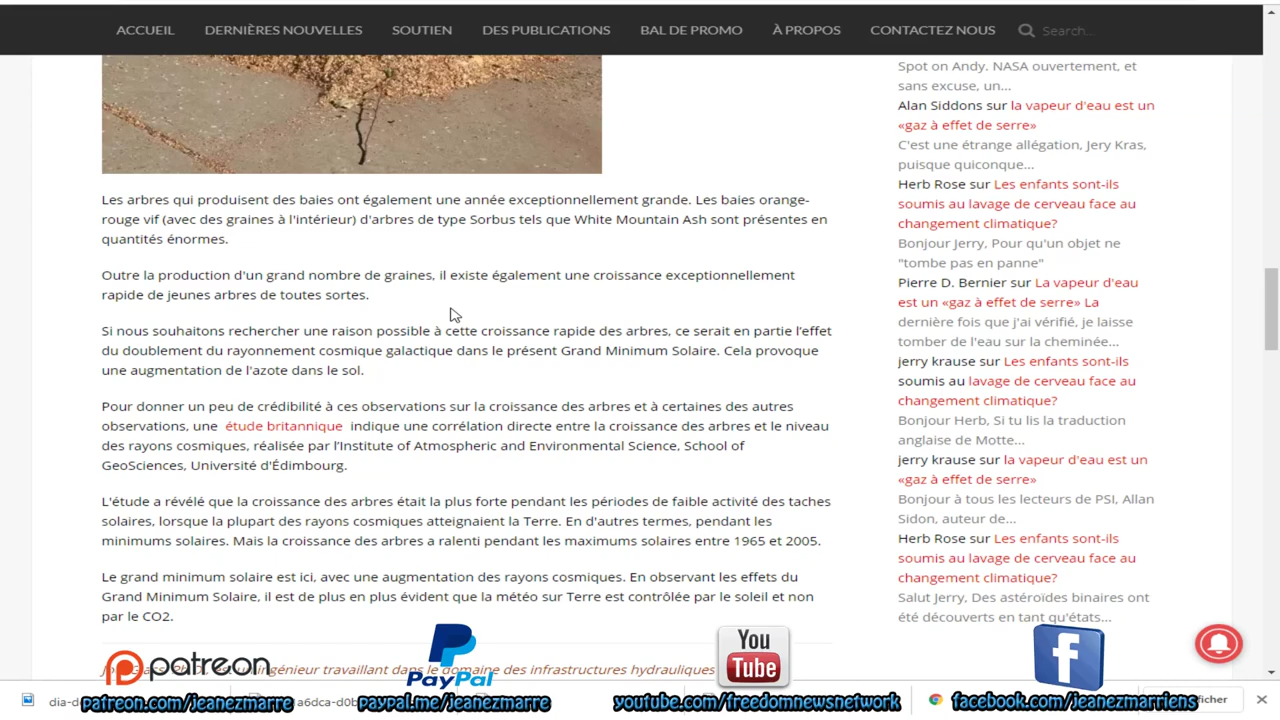 ACCUEIL DERNIÈRES NOUVELLES SOUTIEN DES PUBLICATIONS BAL DE PROMO À PROPOS CONTACTEZ NOUS Search...
Les arbres qui produisent des baies ont également une année exceptionnellement grande. Les baies orange-
rouge vif (avec des graines à l'intérieur) d'arbres de type Sorbus tels que White Mountain Ash sont présentes en
quantités énormes.
Outre la production d'un grand nombre de graines, il existe également une croissance exceptionnellement
rapide de jeunes arbres de toutes sortes.
Si nous souhaitons rechercher une raison possible à cette croissance rapide des arbres, ce serait en partie l’effet
du doublement du rayonnement cosmique galactique dans le présent Grand Minimum Solaire. Cela provoque
une augmentation de l'azote dans le sol.
Pour donner un peu de crédibilité à ces observations sur la croissance des arbres et à certaines des autres
observations, une étude britannique indique une corrélation directe entre la croissance des arbres et le niveau
des rayons cosmiques, réalisée par l’Institute of Atmospheric and Environmental Science, School of
GeoSciences, Université d'Édimbourg.
L'étude a révélé que la croissance des arbres était la plus forte pendant les périodes de faible activité des taches
solaires, lorsque la plupart des rayons cosmiques atteignaient la Terre. En d'autres termes, pendant les
minimums solaires. Mais la croissance des arbres a ralenti pendant les maximums solaires entre 1965 et 2005.
Le grand minimum solaire est ici, avec une augmentation des rayons cosmiques. En observant les effets du
Grand Minimum Solaire, il est de plus en plus évident que la météo sur Terre est contrôlée par le soleil et non
par le CO2.
est un ingénieur travaillant dans le domaine des infrastructures hydrauliques
Spot on Andy. NASA ouvertement, et
sans excuse, un...
Alan Siddons sur la vapeur d'eau est un
«gaz à effet de serre»
C'est une étrange allégation, Jery Kras,
puisque quiconque...
Herb Rose sur Les enfants sont-ils
soumis au lavage de cerveau face au
changement climatique?
Bonjour Jerry, Pour qu'un objet ne
"tombe pas en panne"
Pierre D. Bernier sur La vapeur d'eau
est un «gaz à effet de serre» La
dernière fois que j'ai vérifié, je laisse
tomber de l'eau sur la cheminée...
jerry krause sur Les enfants sont-ils
soumis au lavage de cerveau face au
changement climatique?
Bonjour Herb, Si tu lis la traduction
anglaise de Motte...
jerry krause sur la vapeur d'eau est un
«gaz à effet de serre»
Bonjour à tous les lecteurs de PSI, Allan
Sidon, auteur de...
Herb Rose sur Les enfants sont-ils
soumis au lavage de cerveau face au
changement climatique?
Salut Jerry, Des astéroïdes binaires ont
été découverts en tant qu'états...
patreon
PayPal
You
Tube
f
patreon.com/jeanezmarre
paypal.me/jeanezmarre
youtube.com/freedomnewsnetwork
facebook.com/jeanezmarriens